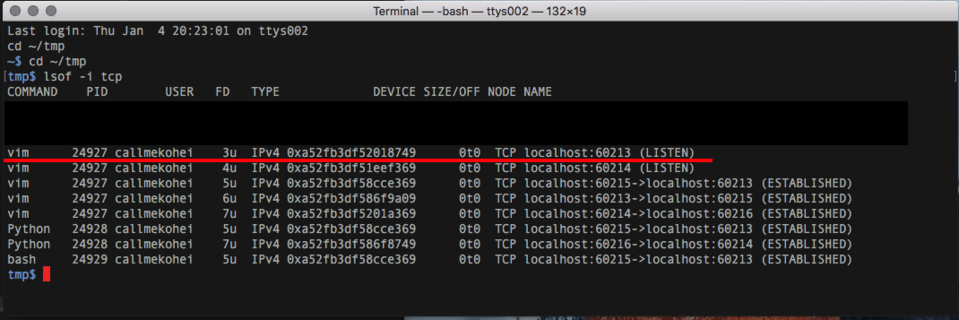 Terminal — -bash — ttys002 — 132×19
Last login: Thu Jan  4 20:23:01 on ttys002
cd ~/tmp
~$ cd ~/tmp
[tmp$ lsof -i tcp ]
COMMAND    PID        USER   FD   TYPE             DEVICE SIZE/OFF NODE NAME
vim      24927 callmekohei    3u  IPv4 0xa52fb3df52018749      0t0  TCP localhost:60213 (LISTEN)
vim      24927 callmekohei    4u  IPv4 0xa52fb3df51eef369      0t0  TCP localhost:60214 (LISTEN)
vim      24927 callmekohei    5u  IPv4 0xa52fb3df58cce369      0t0  TCP localhost:60215->localhost:60213 (ESTABLISHED)
vim      24927 callmekohei    6u  IPv4 0xa52fb3df586f9a09      0t0  TCP localhost:60213->localhost:60215 (ESTABLISHED)
vim      24927 callmekohei    7u  IPv4 0xa52fb3df5201a369      0t0  TCP localhost:60214->localhost:60216 (ESTABLISHED)
Python   24928 callmekohei    5u  IPv4 0xa52fb3df58cce369      0t0  TCP localhost:60215->localhost:60213 (ESTABLISHED)
Python   24928 callmekohei    7u  IPv4 0xa52fb3df586f8749      0t0  TCP localhost:60216->localhost:60214 (ESTABLISHED)
bash     24929 callmekohei    5u  IPv4 0xa52fb3df58cce369      0t0  TCP localhost:60215->localhost:60213 (ESTABLISHED)
tmp$